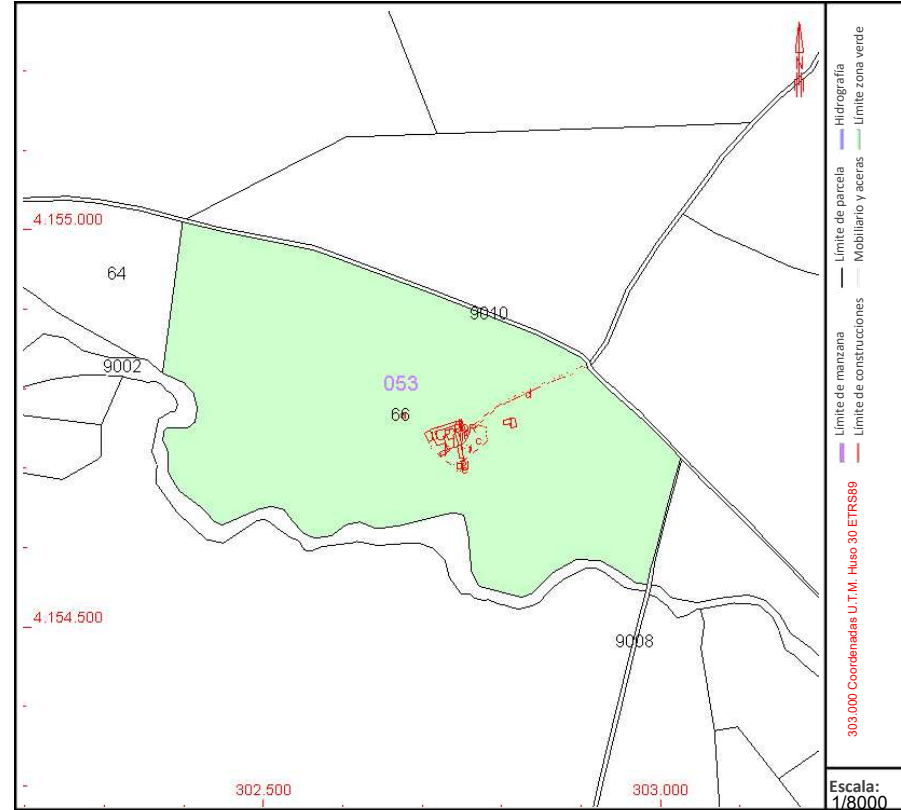 4.155.000
64
9010
9002
053
66
4.154.500
9008
302.500
303.000
303.000 Coordenadas U.T.M. Huso 30 ETRS89
Límite de manzana
Límite de construcciones
Límite de parcela
Mobiliario y aceras
Hidrografía
Límite zona verde
Escala:
1/8000